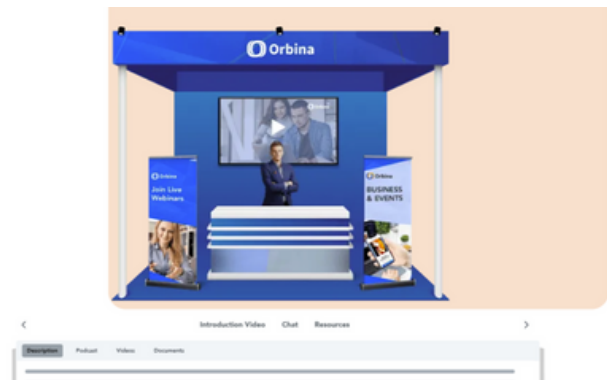 Orbina
Orbina
Orbina
Join Live
Webinars
Orbina
BUSINESS
& EVENTS
Introduction Video Chat Resources
Description Podcast Videos Documents